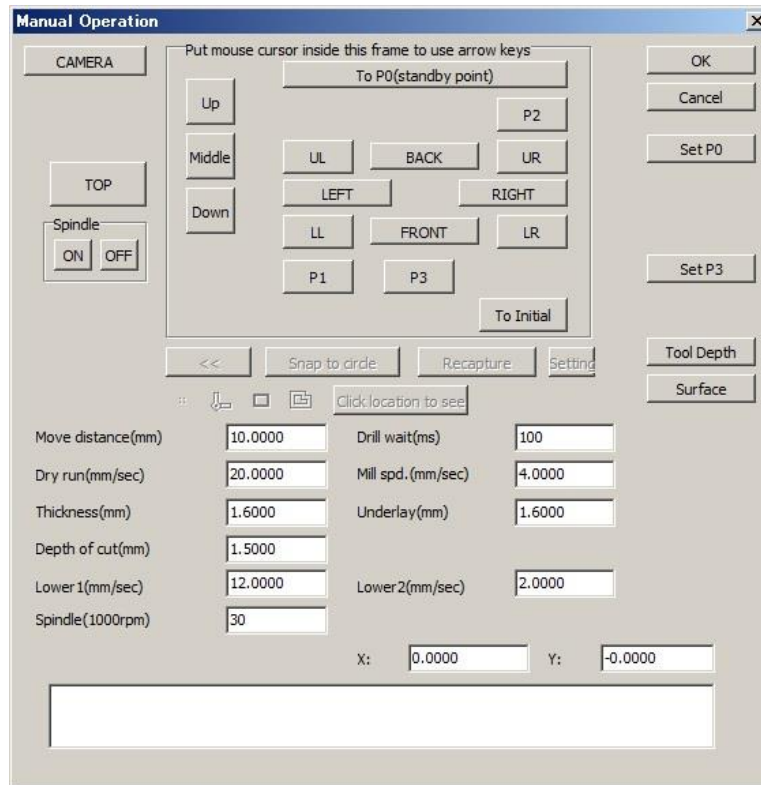 Manual Operation
CAMERA
Put mouse cursor inside this frame to use arrow keys
OK
To P0(standby point)
Cancel
Up
P2
Set P0
Middle
UL
BACK
UR
TOP
LEFT
RIGHT
Down
Spindle
LL
FRONT
LR
ON
OFF
P1
P3
Set P3
To Initial
<<
Snap to circle
Recapture
Setting
Tool Depth
Click location to see
Surface
Move distance(mm) 10.0000 Drill wait(ms) 100
Dry run(mm/sec) 20.0000 Mill spd.(mm/sec) 4.0000
Thickness(mm) 1.6000 Underlay(mm) 1.6000
Depth of cut(mm) 1.5000
Lower1(mm/sec) 12.0000 Lower2(mm/sec) 2.0000
Spindle(1000rpm) 30
X: 0.0000 Y: -0.0000